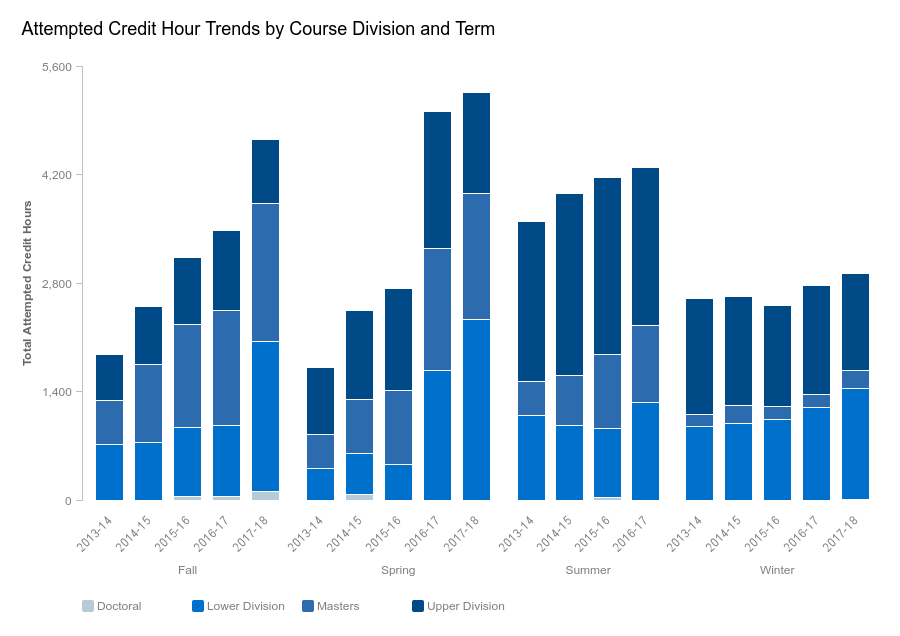 Attempted Credit Hour Trends by Course Division and Term
Total Attempted Credit Hours
5,600
4,200
2,800
1,400
0
2013-14 2014-15 2015-16 2016-17 2017-18 2013-14 2014-15 2015-16 2016-17 2017-18 2013-14 2014-15 2015-16 2016-17 2013-14 2014-15 2015-16 2016-17 2017-18
Fall Spring Summer Winter
Doctoral Lower Division Masters Upper Division